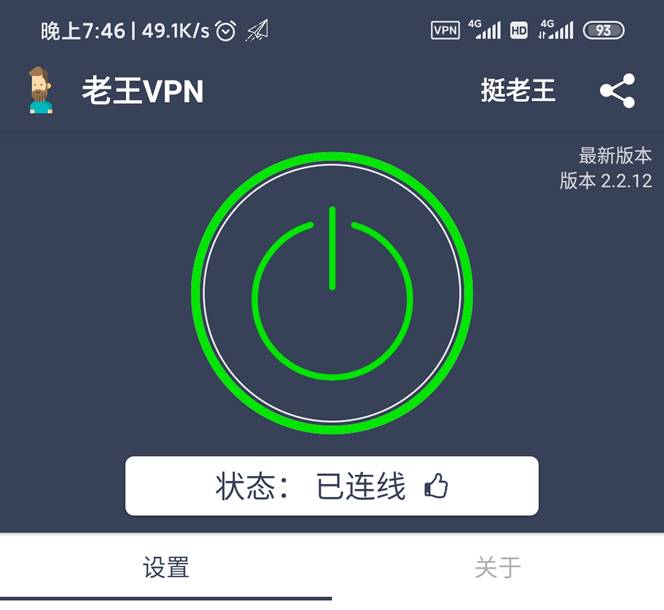 晚上7:46 | 49.1K/s VPN 4G HD 4G 93
老王VPN 挺老王
最新版本
版本 2.2.12
状态： 已连线
设置 关于